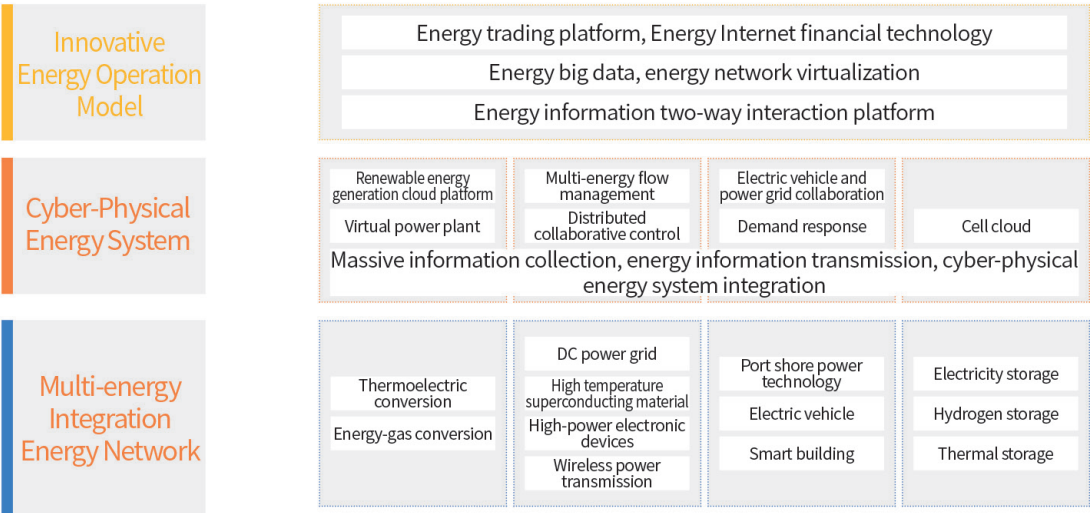 Innovative
Energy Operation
Model
Energy trading platform, Energy Internet financial technology
Energy big data, energy network virtualization
Energy information two-way interaction platform
Cyber-Physical
Energy System
Renewable energy
generation cloud platform
Virtual power plant
Multi-energy flow
management
Distributed
collaborative control
Electric vehicle and
power grid collaboration
Demand response
Cell cloud
Massive information collection, energy information transmission, cyber-physical
energy system integration
Multi-energy
Integration
Energy Network
Thermoelectric
conversion
Energy-gas conversion
DC power grid
High temperature
superconducting material
High-power electronic
devices
Wireless power
transmission
Port shore power
technology
Electric vehicle
Smart building
Electricity storage
Hydrogen storage
Thermal storage